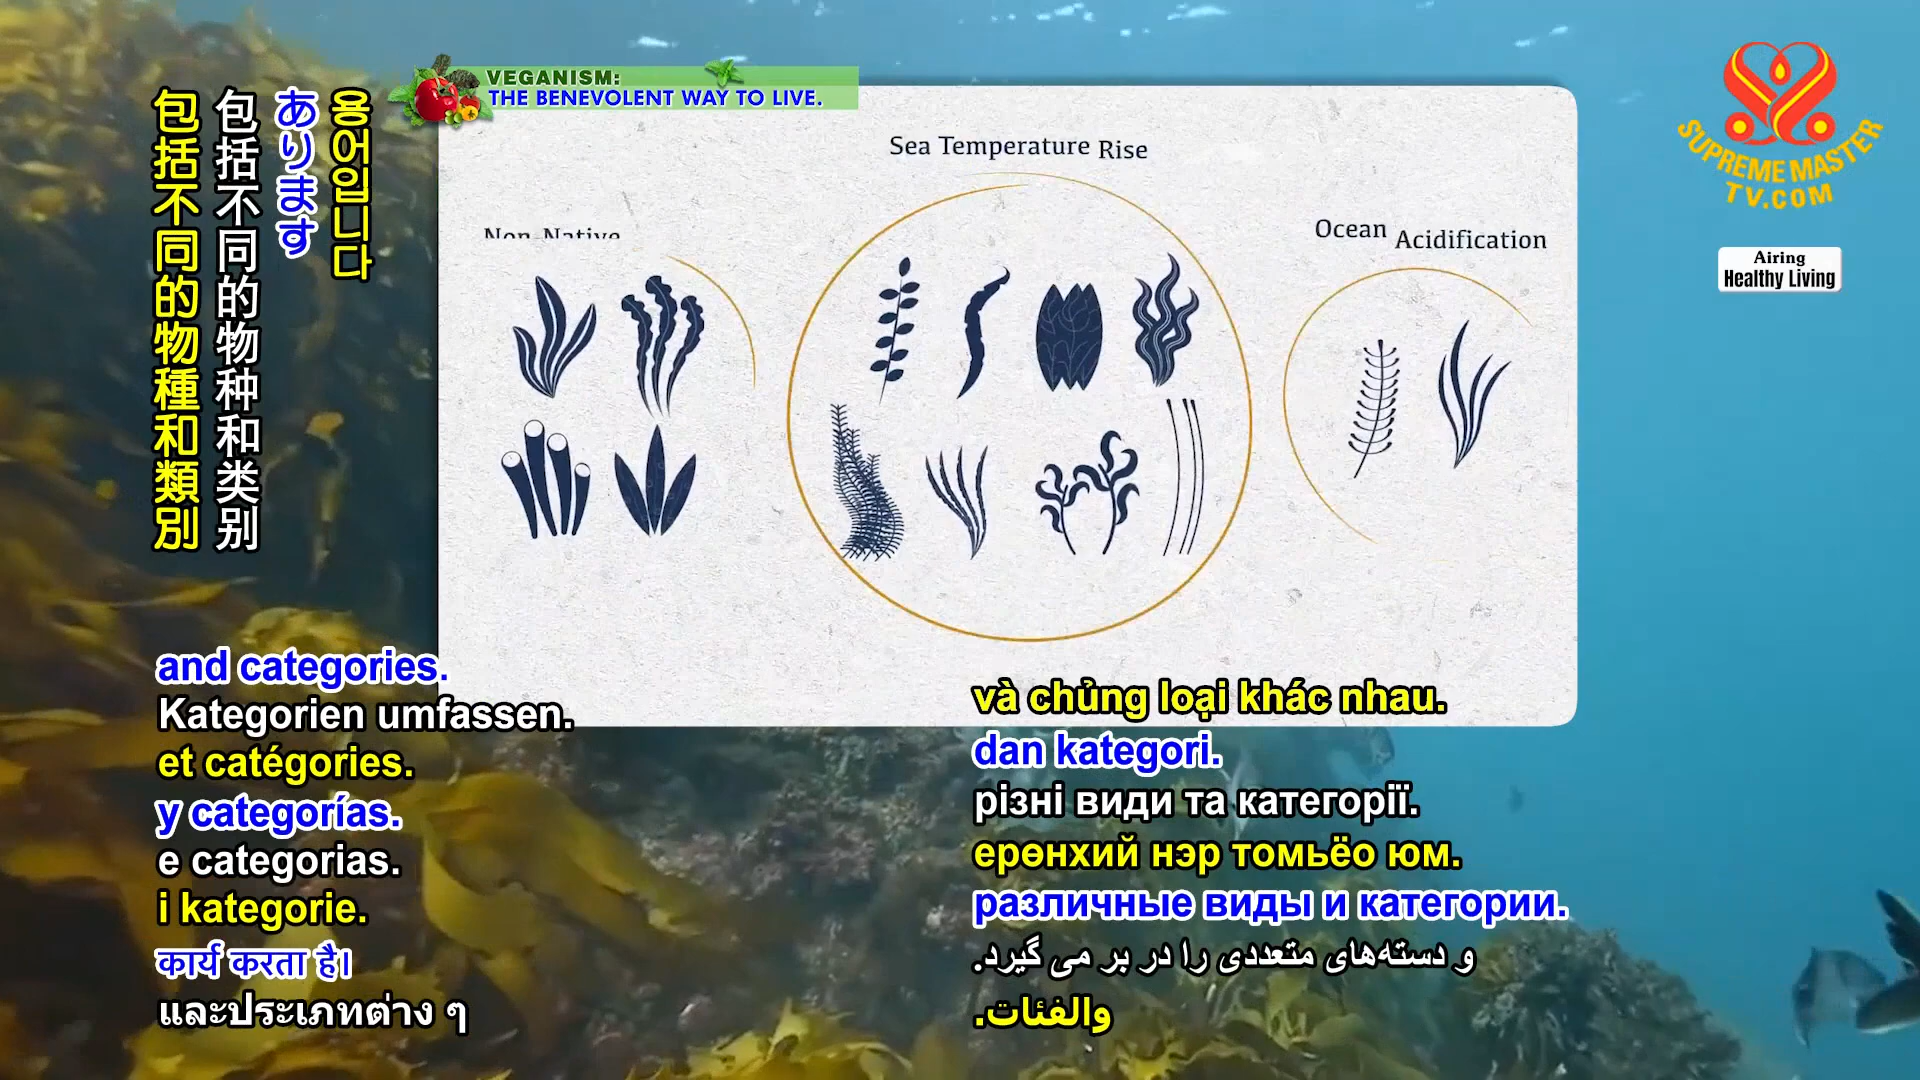 VEGANISM:
THE BENEVOLENT WAY TO LIVE.
SUPREME MASTER
TV.COM
Airing
Healthy Living
Sea Temperature Rise
Non-Native
Ocean Acidification
용어입니다
あります
包括不同的物种和类别
包括不同的物種和類別
and categories.
Kategorien umfassen.
et catégories.
y categorías.
e categorias.
i kategorie.
कार्य करता है।
และประเภทต่าง ๆ
và chủng loại khác nhau.
dan kategori.
різні види та категорії.
ерөнхий нэр томьёо юм.
различные виды и категории.
و دسته‌های متعددی را در بر می گیرد.
والفئات.